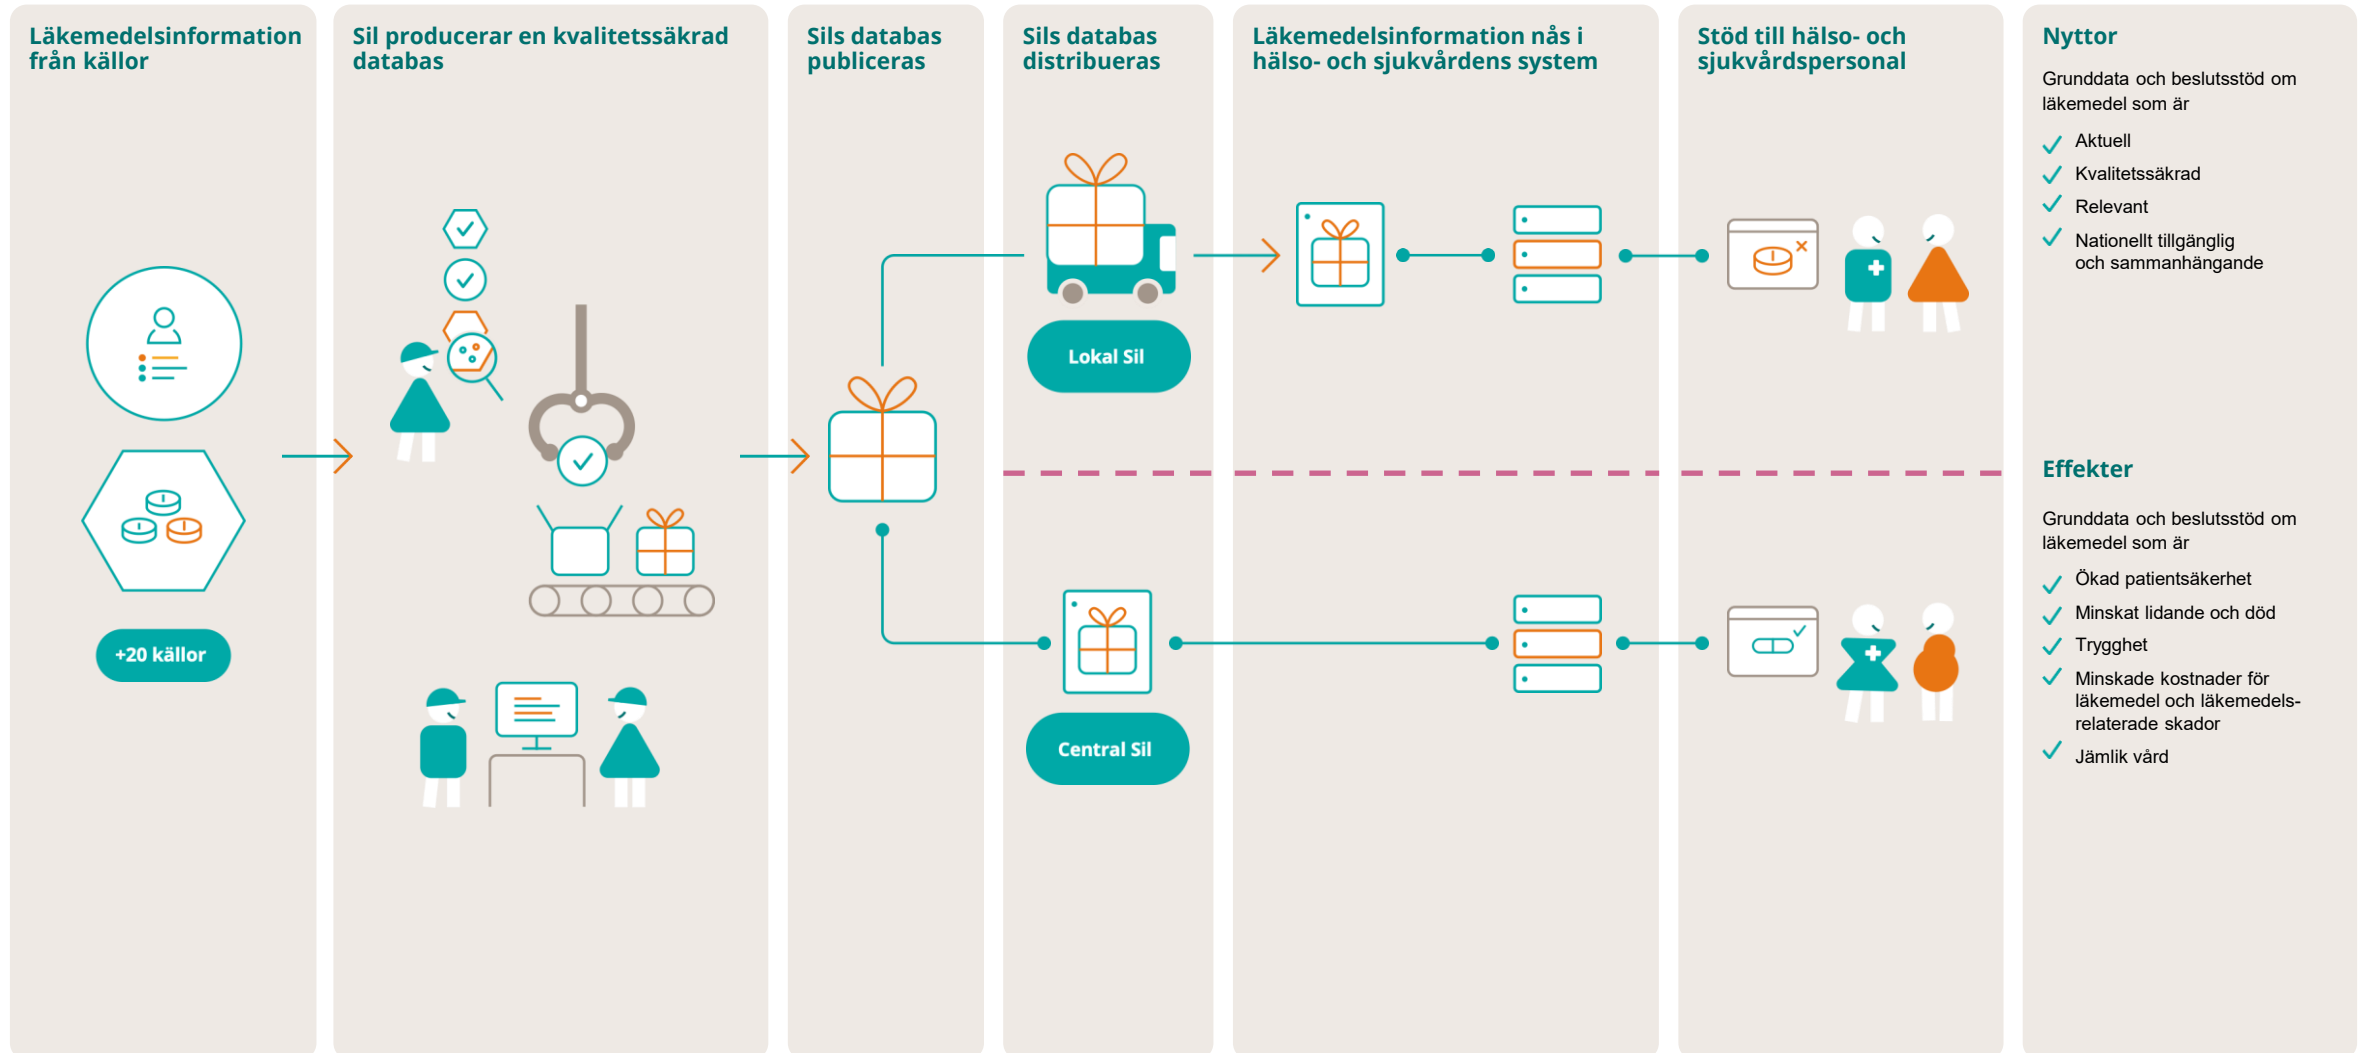 Läkemedelsinformation
från källor
+20 källor
Sil producerar en kvalitetssäkrad
databas
Sils databas
publiceras
Sils databas
distribueras
Lokal Sil
Central Sil
Läkemedelsinformation nås i
hälso- och sjukvårdens system
Stöd till hälso- och
sjukvårdspersonal
Nyttor
Grunddata och beslutsstöd om
läkemedel som är
Aktuell
Kvalitetssäkrad
Relevant
Nationellt tillgänglig
och sammanhängande
Effekter
Grunddata och beslutsstöd om
läkemedel som är
Ökad patientsäkerhet
Minskat lidande och död
Trygghet
Minskade kostnader för
läkemedel och läkemedels-
relaterade skador
Jämlik vård